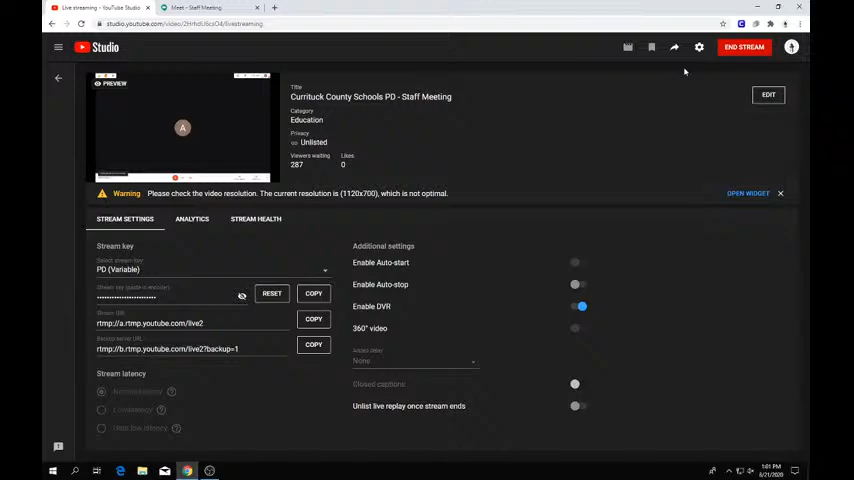 Live stream - YouTube Studio
Meet - Staff Meeting
studio.youtube.com/video/2HrhdU6csO4/livestreaming
Studio
END STREAM
PREVIEW
A
Title
Currituck County Schools PD - Staff Meeting
EDIT
Category
Education
Privacy
Unlisted
Viewers waiting
Likes
287
0
Warning
Please check the video resolution. The current resolution is (1120x700), which is not optimal.
OPEN WIDGET
STREAM SETTINGS
ANALYTICS
STREAM HEALTH
Stream key
Additional settings
Select stream key
PD (Variable)
Enable Auto-start
Stream key (paste in encoder)
RESET
COPY
Enable Auto-stop
Enable DVR
Stream URL
rtmp://a.rtmp.youtube.com/live2
COPY
360° video
Backup server URL
rtmp://b.rtmp.youtube.com/live2?backup=1
COPY
Added delay
None
Stream latency
Closed captions
Normal latency
Low-latency
Unlist live replay once stream ends
Ultra low-latency
1:01 PM
8/21/2020